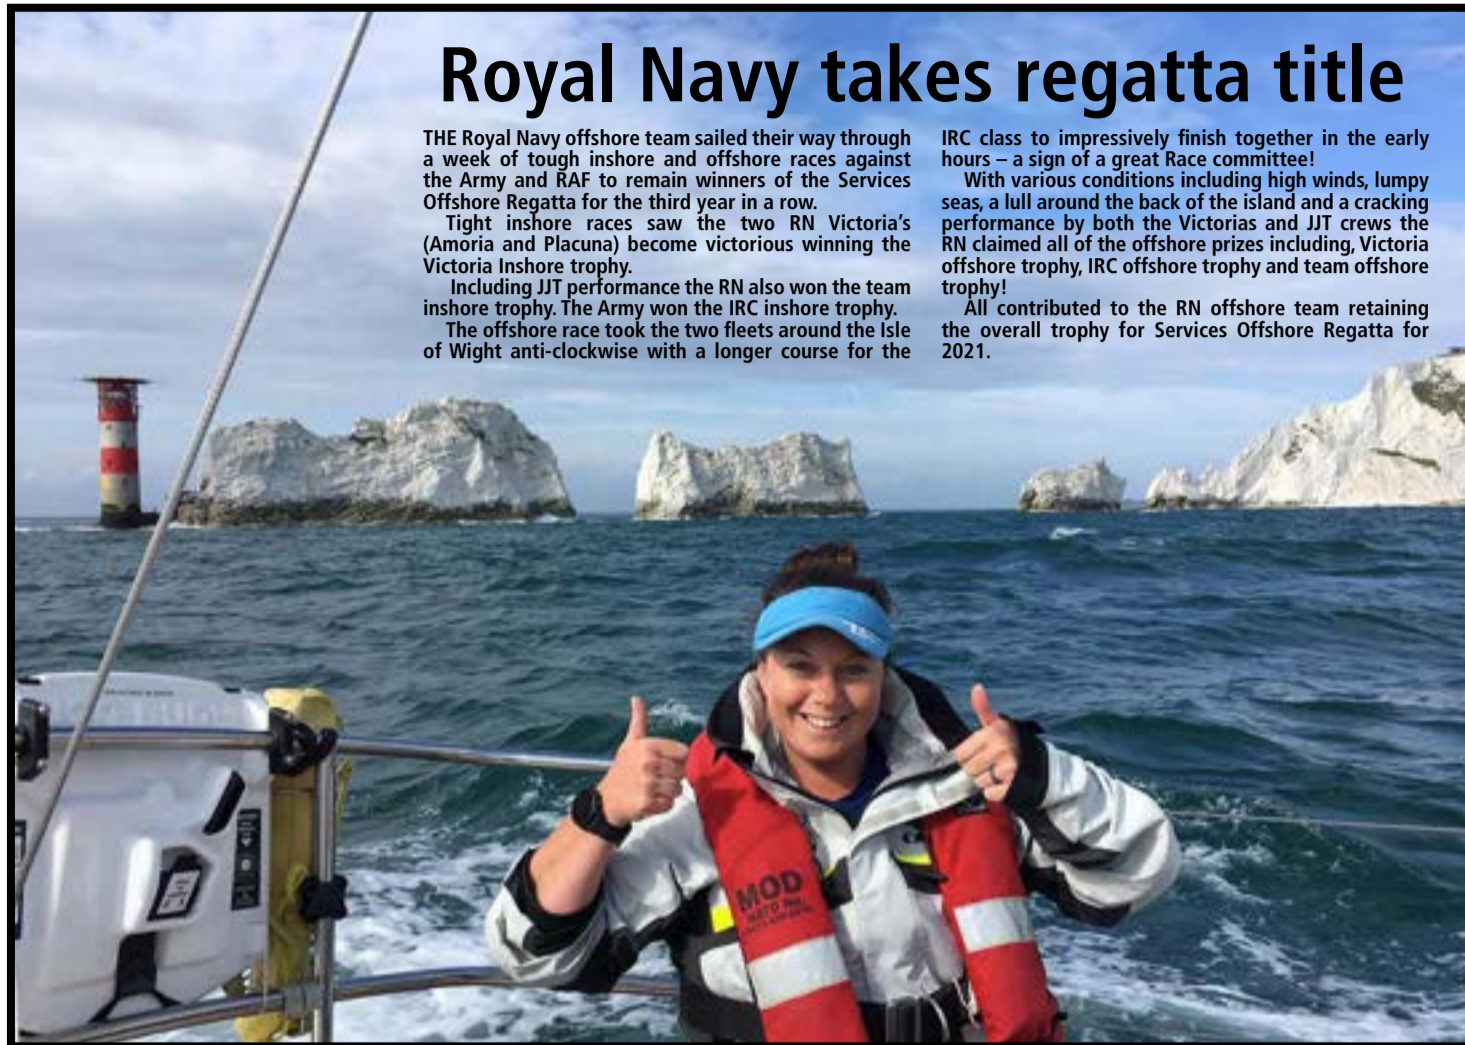 Royal Navy takes regatta title
THE Royal Navy offshore team sailed their way through
a week of tough inshore and offshore races against
the Army and RAF to remain winners of the Services
Offshore Regatta for the third year in a row.
Tight inshore races saw the two RN Victoria's
(Amoria and Placuna) become victorious winning the
Victoria Inshore trophy.
Including JJT performance the RN also won the team
inshore trophy. The Army won the IRC inshore trophy.
The offshore race took the two fleets around the Isle
of Wight anti-clockwise with a longer course for the
IRC class to impressively finish together in the early
hours – a sign of a great Race committee!
With various conditions including high winds, lumpy
seas, a lull around the back of the island and a cracking
performance by both the Victorias and JJT crews the
RN claimed all of the offshore prizes including, Victoria
offshore trophy, IRC offshore trophy and team offshore
trophy!
All contributed to the RN offshore team retaining
the overall trophy for Services Offshore Regatta for
2021.
MOD
NATO